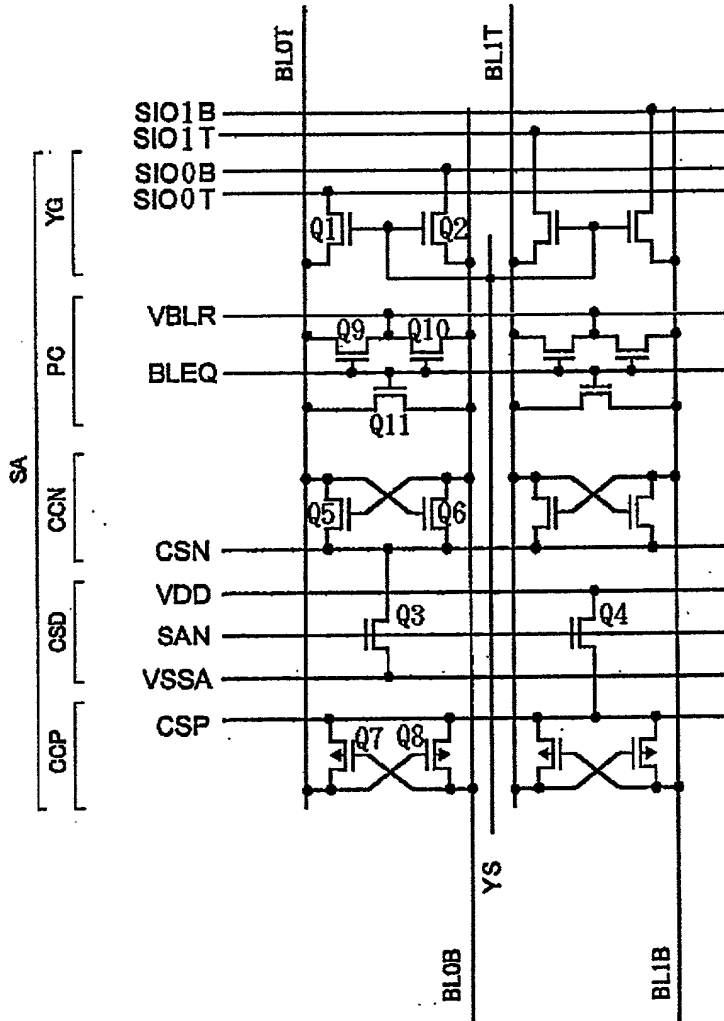 BL0T
BL1T
SIO1B
SIO1T
SIO0B
SIO0T
YG
Q1
Q2
VBLR
Q9
Q10
PC
BLEQ
Q11
SA
CCN
Q5
Q6
CSN
VDD
Q3
Q4
CSD
SAN
VSSA
CSP
CCP
Q7
Q8
YS
BL0B
BL1B